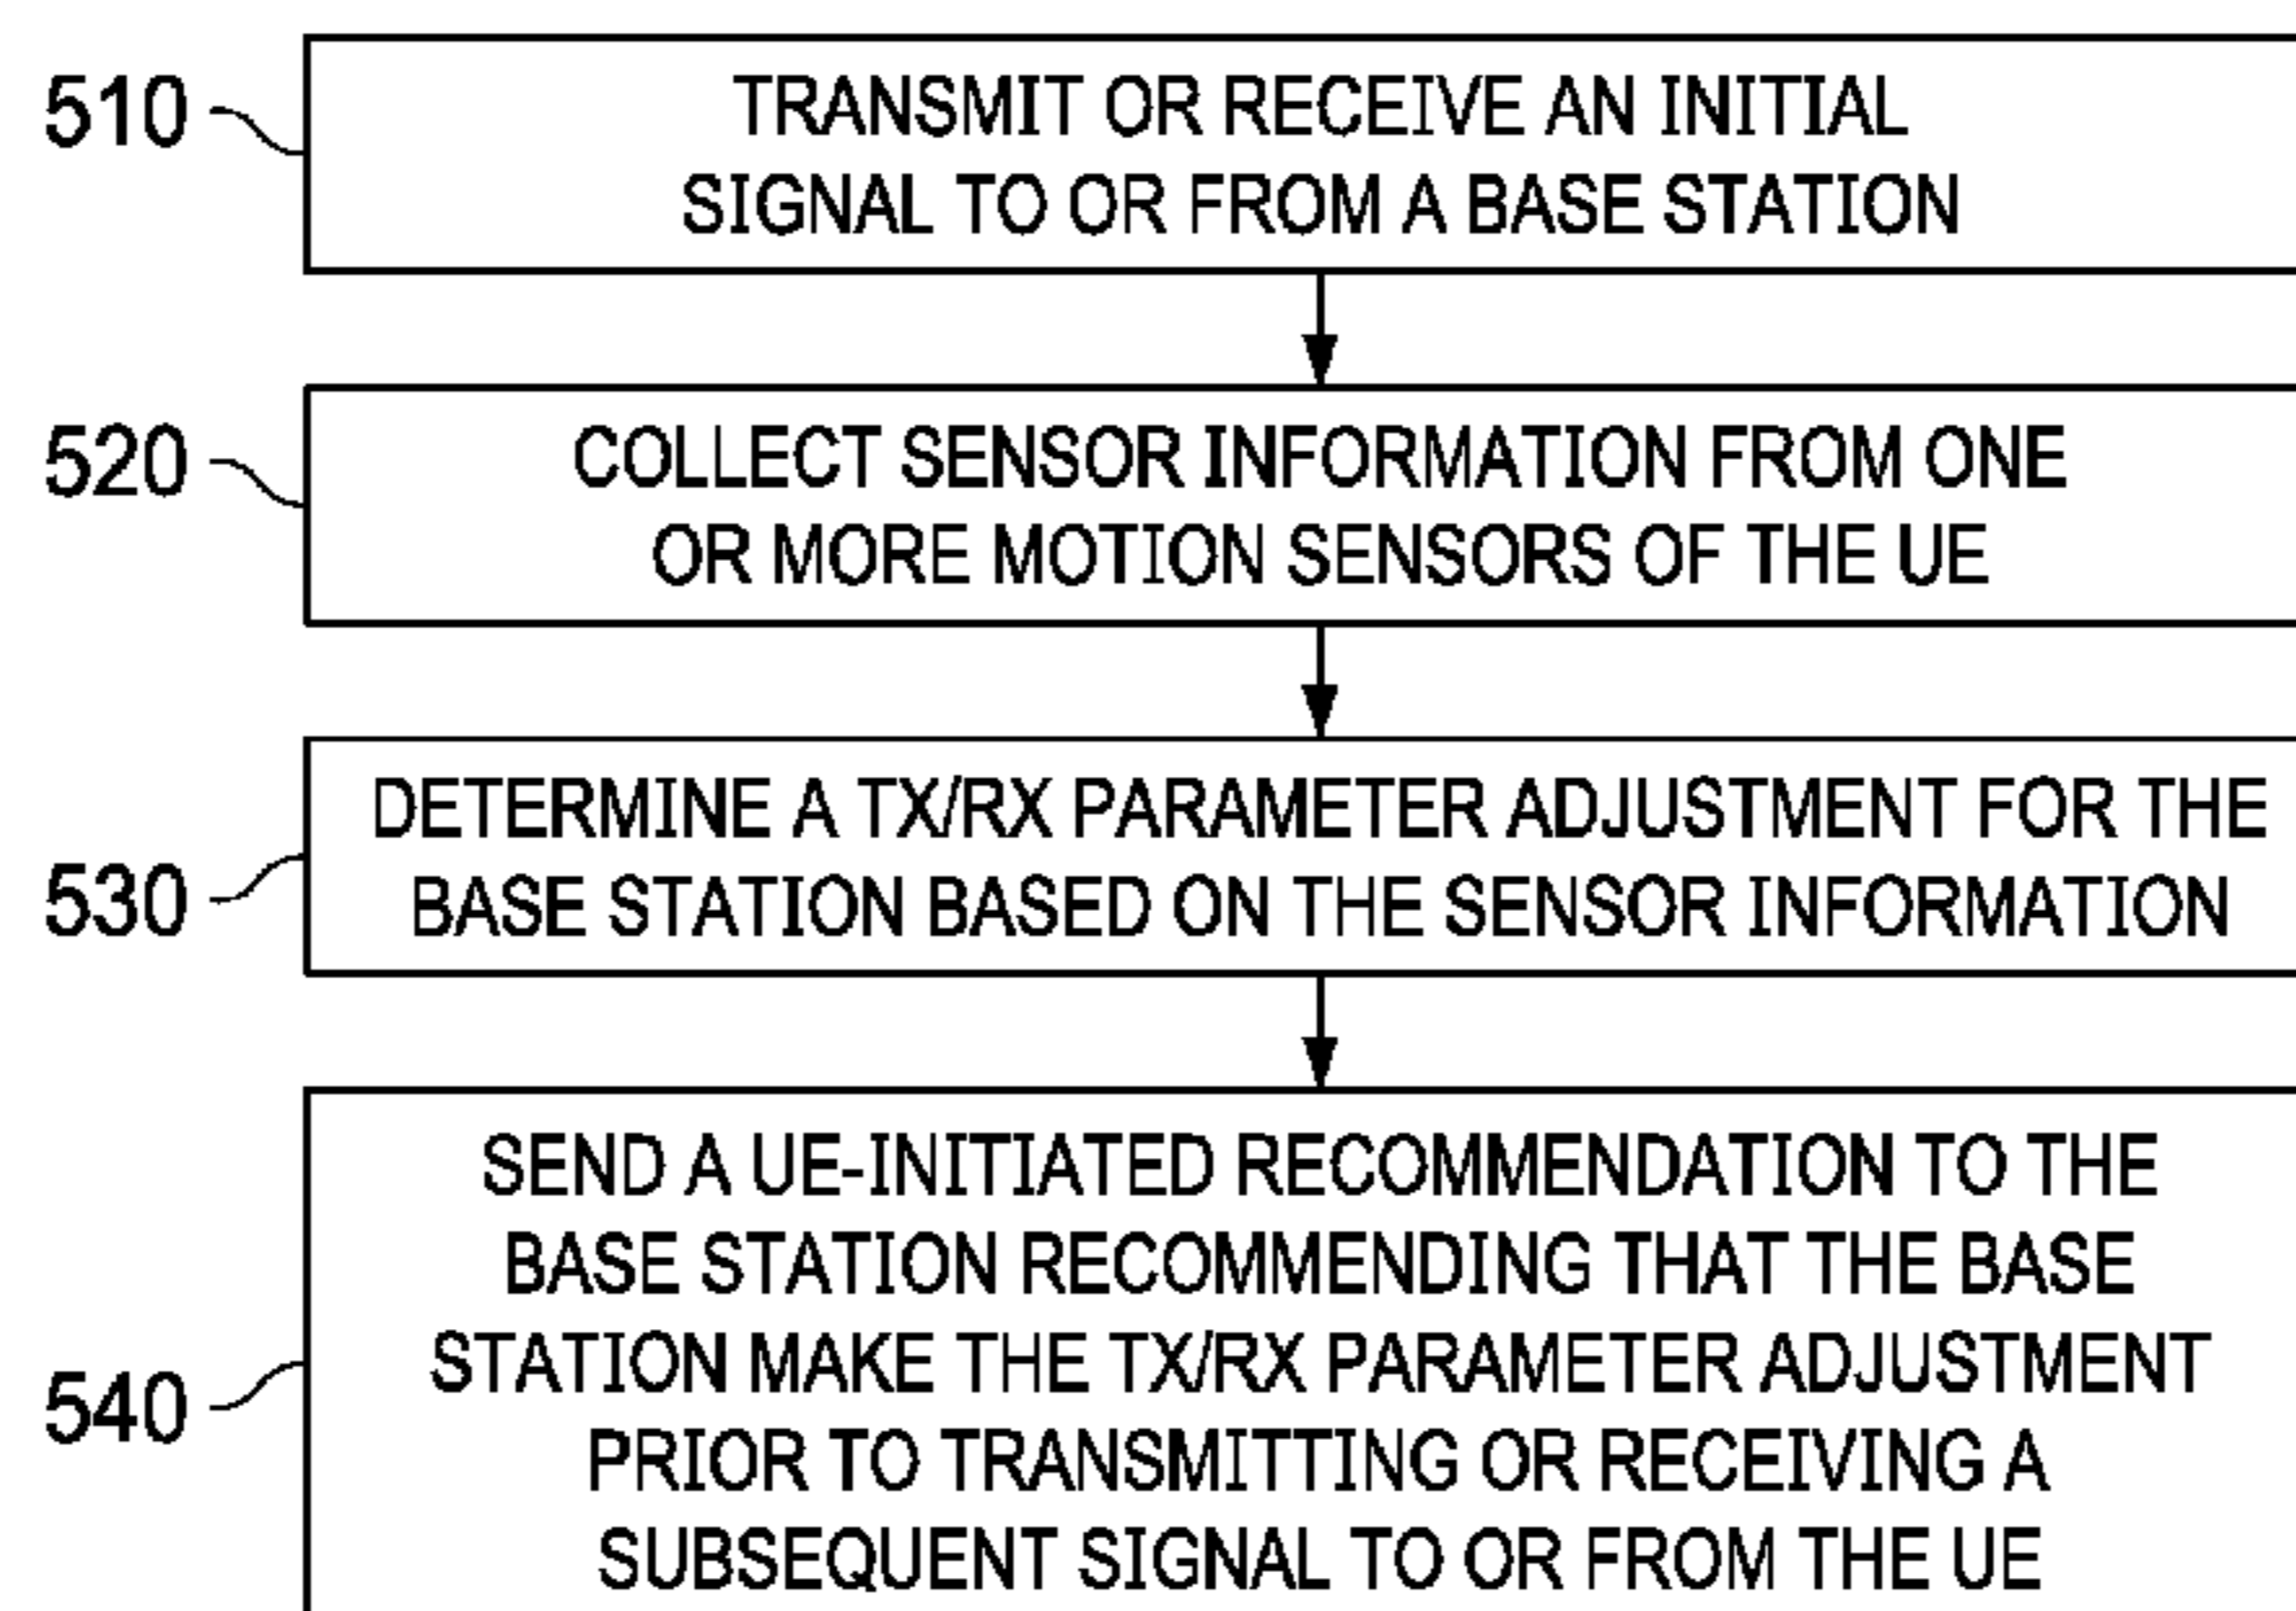 510
TRANSMIT OR RECEIVE AN INITIAL
SIGNAL TO OR FROM A BASE STATION
520
COLLECT SENSOR INFORMATION FROM ONE
OR MORE MOTION SENSORS OF THE UE
530
DETERMINE A TX/RX PARAMETER ADJUSTMENT FOR THE
BASE STATION BASED ON THE SENSOR INFORMATION
540
SEND A UE-INITIATED RECOMMENDATION TO THE
BASE STATION RECOMMENDING THAT THE BASE
STATION MAKE THE TX/RX PARAMETER ADJUSTMENT
PRIOR TO TRANSMITTING OR RECEIVING A
SUBSEQUENT SIGNAL TO OR FROM THE UE